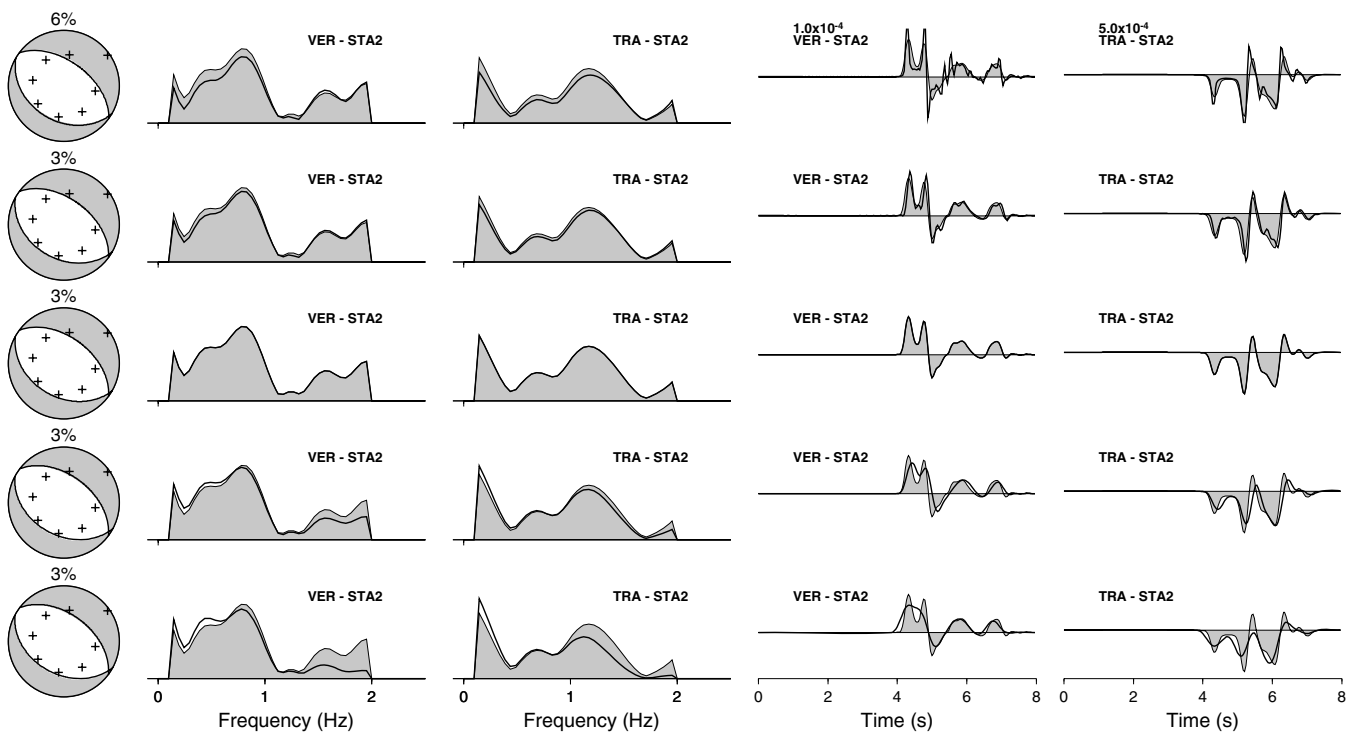 6%
VER - STA2
TRA - STA2
1.0x10-4
VER - STA2
5.0x10-4
TRA - STA2
3%
VER - STA2
TRA - STA2
VER - STA2
TRA - STA2
3%
VER - STA2
TRA - STA2
VER - STA2
TRA - STA2
3%
VER - STA2
TRA - STA2
VER - STA2
TRA - STA2
3%
VER - STA2
TRA - STA2
VER - STA2
TRA - STA2
0 1 2
0 1 2
0 2 4 6 8
0 2 4 6 8
Frequency (Hz)
Frequency (Hz)
Time (s)
Time (s)